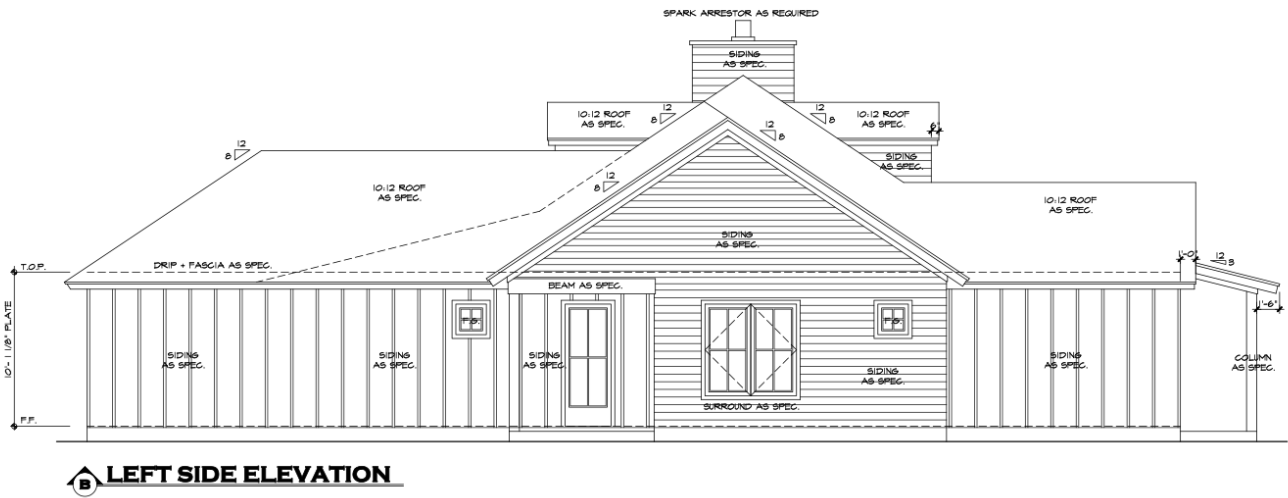 SPARK ARRESTOR AS REQUIRED
SIDING
AS SPEC.
10:12 ROOF
AS SPEC.
12
8
12
8
10:12 ROOF
AS SPEC.
6"
12
8
12
8
SIDING
AS SPEC.
12
8
10:12 ROOF
AS SPEC.
10:12 ROOF
AS SPEC.
SIDING
AS SPEC.
T.O.P.
DRIP + FASCIA AS SPEC.
1'-0"
12
3
BEAM AS SPEC.
1'-6"
10'- 1 1/8" PLATE
F.G.
F.G.
SIDING
AS SPEC.
SIDING
AS SPEC.
SIDING
AS SPEC.
SIDING
AS SPEC.
SIDING
AS SPEC.
COLUMN
AS SPEC.
SURROUND AS SPEC.
F.F.
B
LEFT SIDE ELEVATION